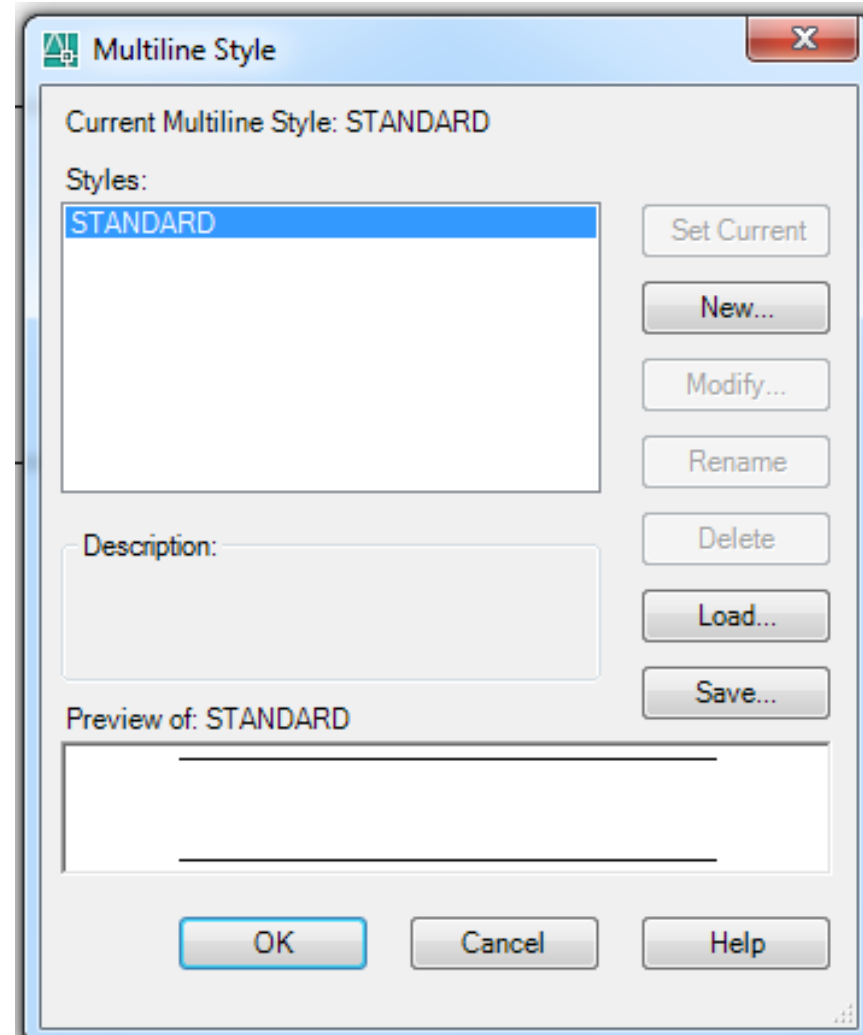 Multiline Style
Current Multiline Style: STANDARD
Styles:
STANDARD
Set Current
New...
Modify...
Rename
Delete
Load...
Save...
Description:
Preview of: STANDARD
OK
Cancel
Help